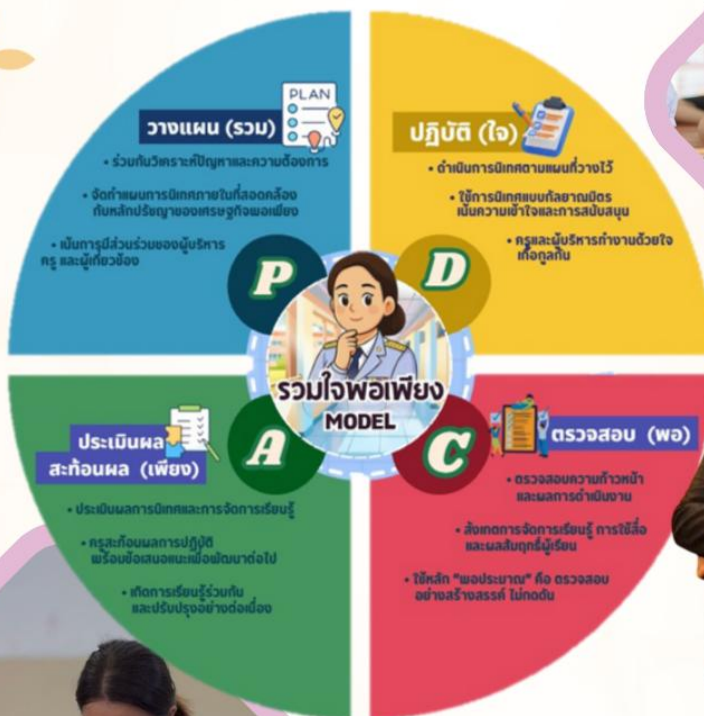 PLAN
วางแผน (รวม)
• ร่วมกันวิเคราะห์ปัญหาและความต้องการ
• จัดทำแผนการนิเทศภายในที่สอดคล้อง
กับหลักปรัชญาของเศรษฐกิจพอเพียง
• เน้นการมีส่วนร่วมของผู้บริหาร
ครู และผู้เกี่ยวข้อง
P
ปฏิบัติ (ใจ)
• ดำเนินการนิเทศตามแผนที่วางไว้
• ใช้การนิเทศแบบกัลยาณมิตร
เน้นความเข้าใจและการสนับสนุน
• ครูและผู้บริหารทำงานด้วยใจ
เกื้อกูลกัน
D
รวมใจพอเพียง
MODEL
ประเมินผล
สะท้อนผล (เพียง)
A
• ประเมินผลการนิเทศและการจัดการเรียนรู้
• ครูสะท้อนผลการปฏิบัติ
พร้อมข้อเสนอแนะเพื่อพัฒนาต่อไป
• เกิดการเรียนรู้ร่วมกัน
และปรับปรุงอย่างต่อเนื่อง
C
ตรวจสอบ (พอ)
• ตรวจสอบความก้าวหน้า
และผลการดำเนินงาน
• สังเกตการจัดการเรียนรู้ การใช้สื่อ
และผลสัมฤทธิ์ผู้เรียน
• ใช้หลัก "พอประมาณ" คือ ตรวจสอบ
อย่างสร้างสรรค์ ไม่กดดัน